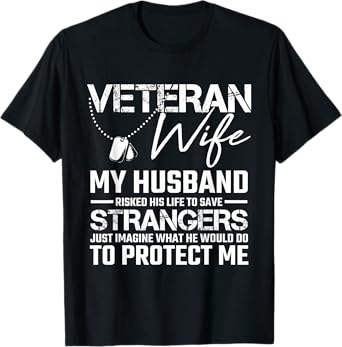 VETERAN
Wife
MY HUSBAND
RISKED HIS LIFE TO SAVE
STRANGERS
JUST IMAGINE WHAT HE WOULD DO
TO PROTECT ME